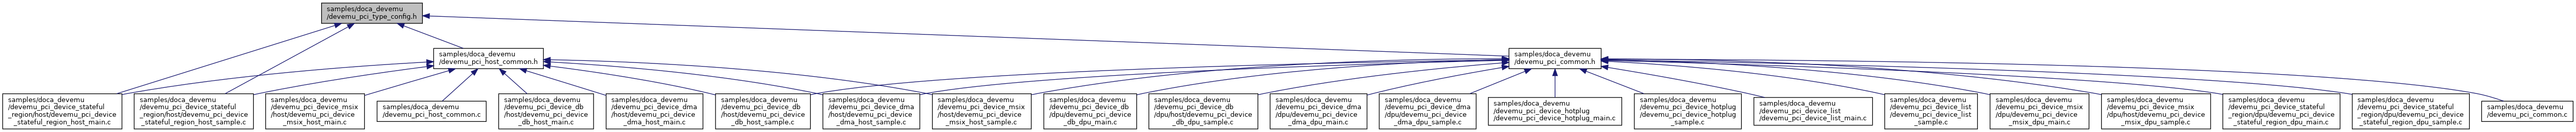 samples/doca_devemu
/devemu_pci_type_config.h
samples/doca_devemu
/devemu_pci_host_common.h
samples/doca_devemu
/devemu_pci_common.h
samples/doca_devemu
/devemu_pci_device_stateful
_region/host/devemu_pci_device
_stateful_region_host_main.c
samples/doca_devemu
/devemu_pci_device_stateful
_region/host/devemu_pci_device
_stateful_region_host_sample.c
samples/doca_devemu
/devemu_pci_device_msix
/host/devemu_pci_device
_msix_host_main.c
samples/doca_devemu
/devemu_pci_host_common.c
samples/doca_devemu
/devemu_pci_device_db
/host/devemu_pci_device
_db_host_main.c
samples/doca_devemu
/devemu_pci_device_dma
/host/devemu_pci_device
_dma_host_main.c
samples/doca_devemu
/devemu_pci_device_db
/host/devemu_pci_device
_db_host_sample.c
samples/doca_devemu
/devemu_pci_device_dma
/host/devemu_pci_device
_dma_host_sample.c
samples/doca_devemu
/devemu_pci_device_msix
/host/devemu_pci_device
_msix_host_sample.c
samples/doca_devemu
/devemu_pci_device_db
/dpu/devemu_pci_device
_db_dpu_main.c
samples/doca_devemu
/devemu_pci_device_db
/dpu/host/devemu_pci_device
_db_dpu_sample.c
samples/doca_devemu
/devemu_pci_device_dma
/dpu/devemu_pci_device
_dma_dpu_main.c
samples/doca_devemu
/devemu_pci_device_dma
/dpu/devemu_pci_device
_dma_dpu_sample.c
samples/doca_devemu
/devemu_pci_device_hotplug
/devemu_pci_device_hotplug_main.c
samples/doca_devemu
/devemu_pci_device_hotplug
/devemu_pci_device_hotplug
_sample.c
samples/doca_devemu
/devemu_pci_device_list
/devemu_pci_device_list_main.c
samples/doca_devemu
/devemu_pci_device_list
/devemu_pci_device_list
_sample.c
samples/doca_devemu
/devemu_pci_device_msix
/dpu/devemu_pci_device
_msix_dpu_main.c
samples/doca_devemu
/devemu_pci_device_msix
/dpu/host/devemu_pci_device
_msix_dpu_sample.c
samples/doca_devemu
/devemu_pci_device_stateful
_region/dpu/devemu_pci_device
_stateful_region_dpu_main.c
samples/doca_devemu
/devemu_pci_device_stateful
_region/dpu/devemu_pci_device
_stateful_region_dpu_sample.c
samples/doca_devemu
/devemu_pci_common.c